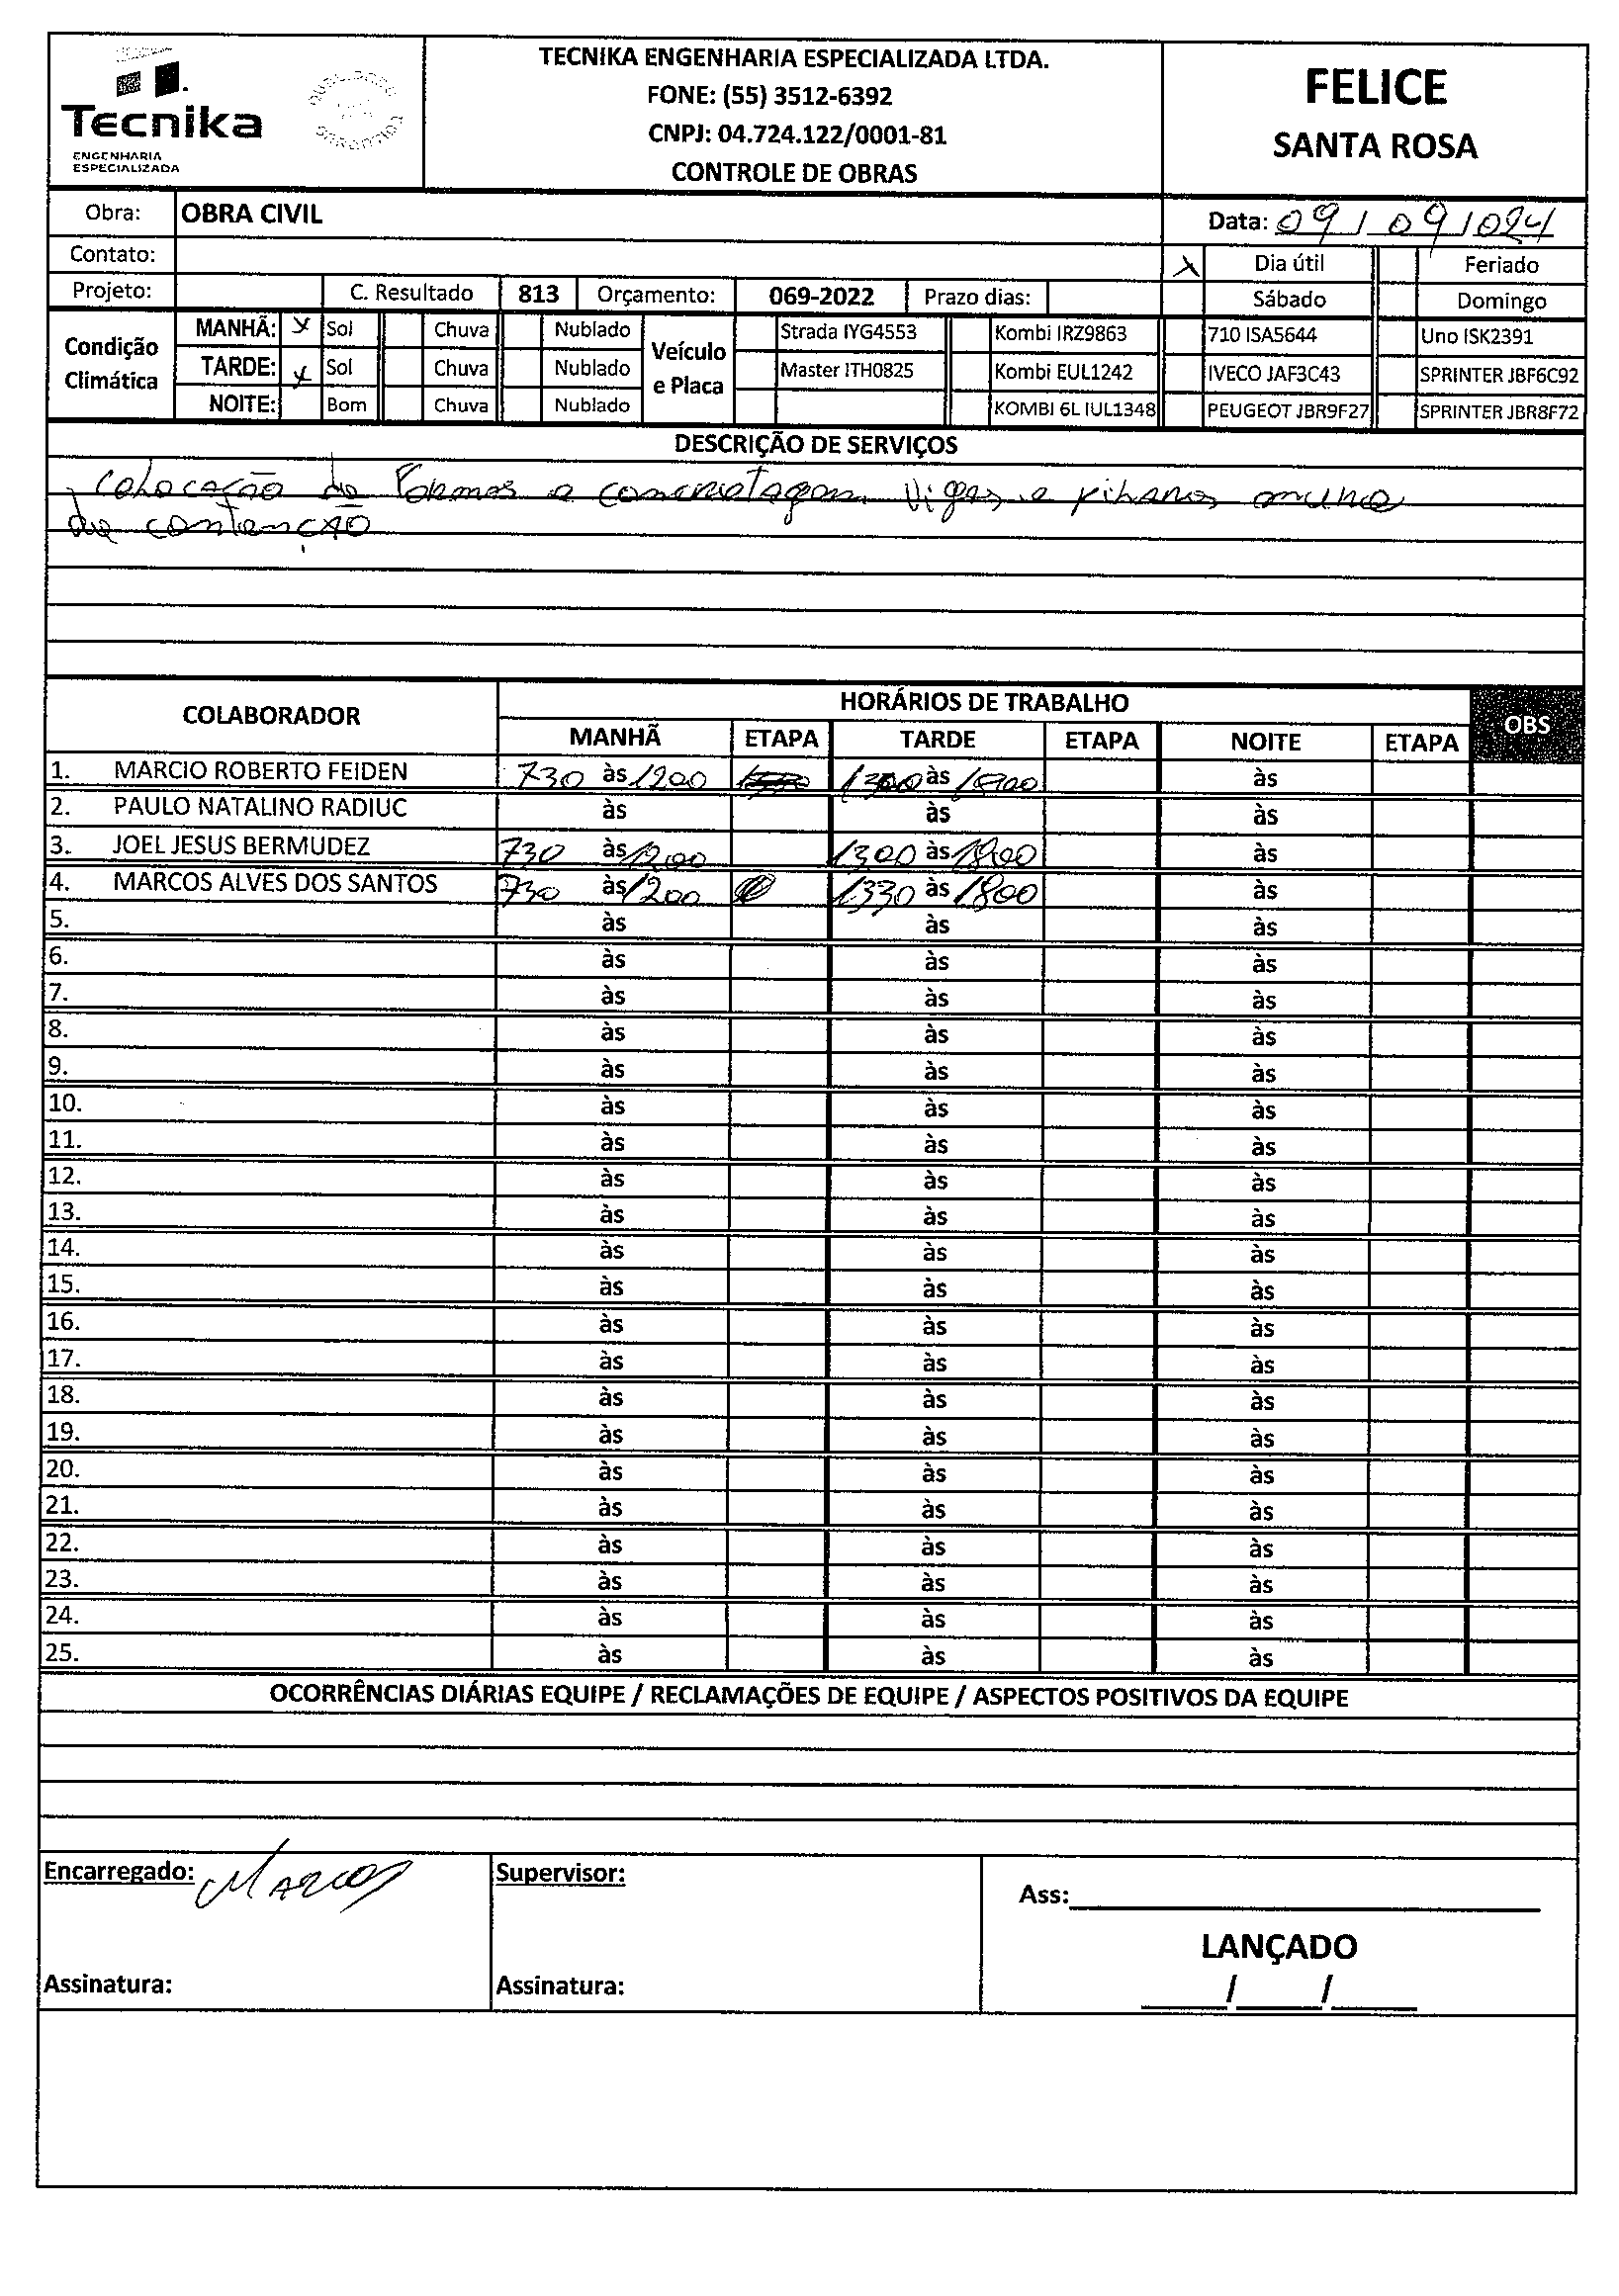 TECNIKA ENGENHARIA ESPECIALIZADA LTDA.
FONE: (55) 3512-6392
CNPJ: 04.724.122/0001-81
CONTROLE DE OBRAS
Tecnika
ENGENHARIA
ESPECIALIZADA
FELICE
SANTA ROSA
Obra: OBRA CIVIL
Data: 09/09/024
Contato:
X Dia útil Feriado
Projeto: C. Resultado 813 Orçamento: 069-2022 Prazo dias: Sábado Domingo
Condição Climática
MANHÃ: X Sol Chuva Nublado
TARDE: X Sol Chuva Nublado
NOITE: Bom Chuva Nublado
Veículo e Placa
Strada IYG4553 Kombi IRZ9863 710 ISA5644 Uno ISK2391
Master ITH0825 Kombi EUL1242 IVECO JAF3C43 SPRINTER JBF6C92
KOMBI 6L IUL1348 PEUGEOT JBR9F27 SPRINTER JBR8F72
DESCRIÇÃO DE SERVIÇOS
colocação de Formas e concretagem vigas e pilares muro
de contenção
COLABORADOR HORÁRIOS DE TRABALHO OBS
MANHÃ ETAPA TARDE ETAPA NOITE ETAPA
1. MARCIO ROBERTO FEIDEN 730 às 1200 1300 às 1800 às
2. PAULO NATALINO RADIUC às às às
3. JOEL JESUS BERMUDEZ 730 às 1200 1300 às 1800 às
4. MARCOS ALVES DOS SANTOS 730 às 1200 1330 às 1800 às
5. às às às
6. às às às
7. às às às
8. às às às
9. às às às
10. às às às
11. às às às
12. às às às
13. às às às
14. às às às
15. às às às
16. às às às
17. às às às
18. às às às
19. às às às
20. às às às
21. às às às
22. às às às
23. às às às
24. às às às
25. às às às
OCORRÊNCIAS DIÁRIAS EQUIPE / RECLAMAÇÕES DE EQUIPE / ASPECTOS POSITIVOS DA EQUIPE
Encarregado: Marcos Supervisor: Ass:
LANÇADO
Assinatura: Assinatura: / /